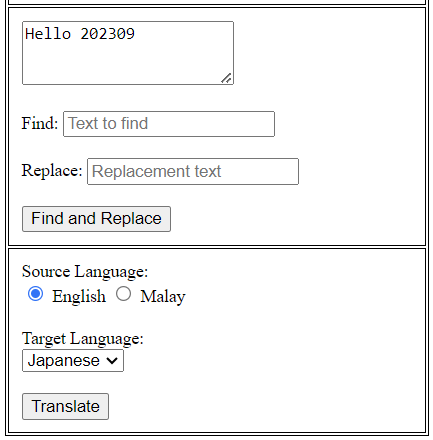 Hello 202309
Find: Text to find
Replace: Replacement text
Find and Replace
Source Language:
English Malay
Target Language:
Japanese
Translate